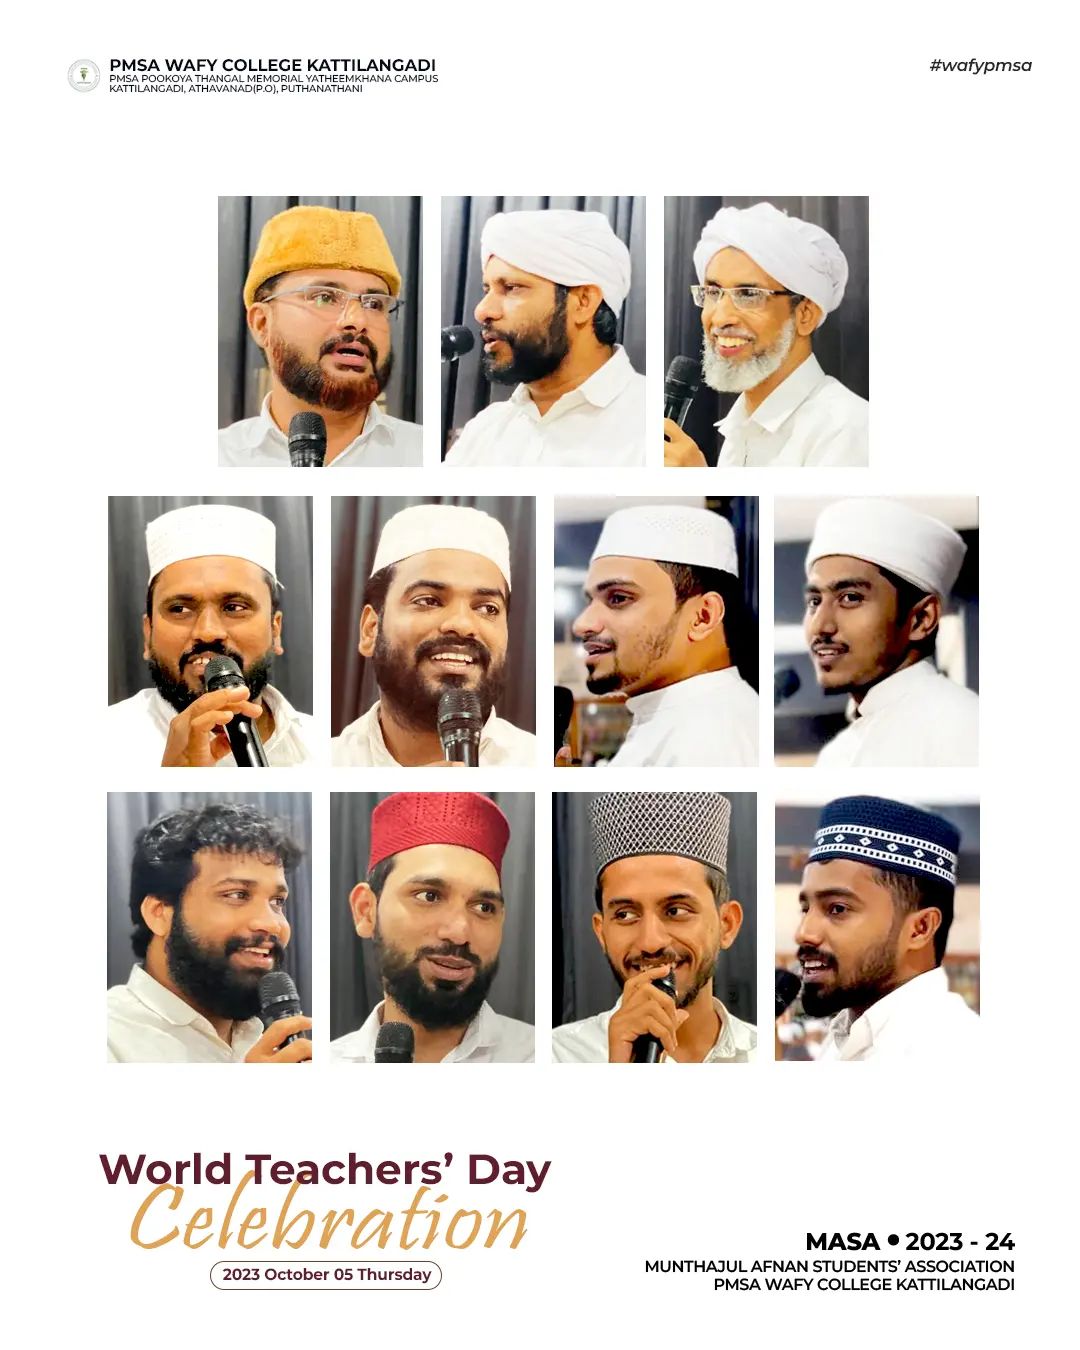 PMSA WAFY COLLEGE KATTILANGADI
PMSA POOKOYA THANGAL MEMORIAL YATHEEMKHANA CAMPUS
KATTILANGADI, ATHAVANAD(P.O), PUTHANATHANI
#wafypmsa
World Teachers’ Day
Celebration
2023 October 05 Thursday
MASA • 2023 - 24
MUNTHAJUL AFNAN STUDENTS’ ASSOCIATION
PMSA WAFY COLLEGE KATTILANGADI